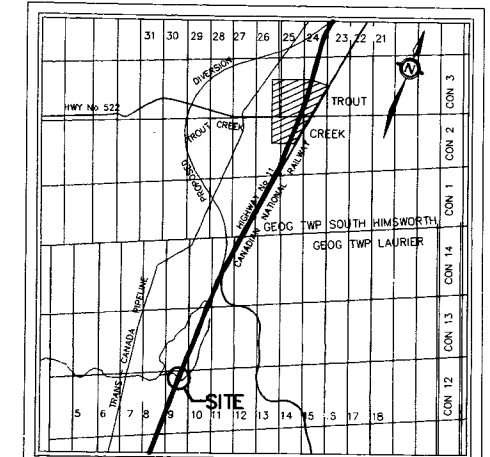 31 30 29 28 27 26 25 24 23 22 21
DIVERSION
N
CON 3
HWY No 522
TROUT
TROUT CREEK
CREEK
CON 2
PROPOSED
HIGHWAY No 11
CANADIAN NATIONAL RAILWAY
CON 1
GEOG TWP SOUTH HIMSWORTH
GEOG TWP LAURIER
CON 14
TRANS - CANADA PIPELINE
CON 13
CON 12
SITE
5 6 7 8 9 10 11 12 13 14 15 16 17 18